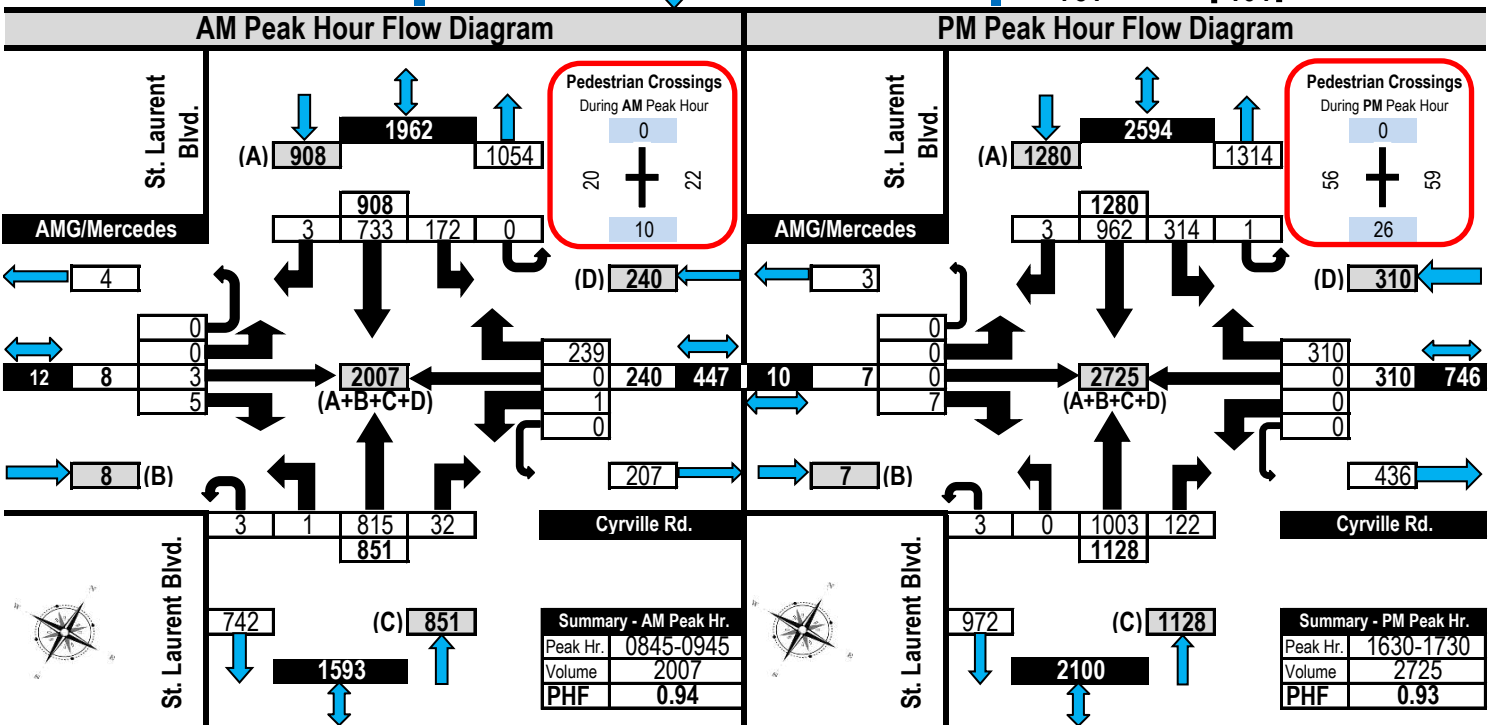 AM Peak Hour Flow Diagram
St. Laurent
Blvd.
AMG/Mercedes
Pedestrian Crossings
During AM Peak Hour
0
20 22
10
1962
(A) 908 1054
908
3 733 172 0
4
(D) 240
0
0
12 8 3
5
2007
(A+B+C+D)
239
0 240 447
1
0
8 (B)
207
3 1 815 32
851
Cyrville Rd.
St. Laurent Blvd.
742
(C) 851
1593
Summary - AM Peak Hr.
Peak Hr. 0845-0945
Volume 2007
PHF 0.94
PM Peak Hour Flow Diagram
St. Laurent
Blvd.
AMG/Mercedes
Pedestrian Crossings
During PM Peak Hour
0
56 59
26
2594
(A) 1280 1314
1280
3 962 314 1
3
(D) 310
0
0
10 7 0
7
2725
(A+B+C+D)
310
0 310 746
0
0
7 (B)
436
3 0 1003 122
1128
Cyrville Rd.
St. Laurent Blvd.
972
(C) 1128
2100
Summary - PM Peak Hr.
Peak Hr. 1630-1730
Volume 2725
PHF 0.93